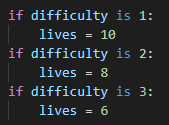 if difficulty is 1:
    lives = 10
if difficulty is 2:
    lives = 8
if difficulty is 3:
    lives = 6